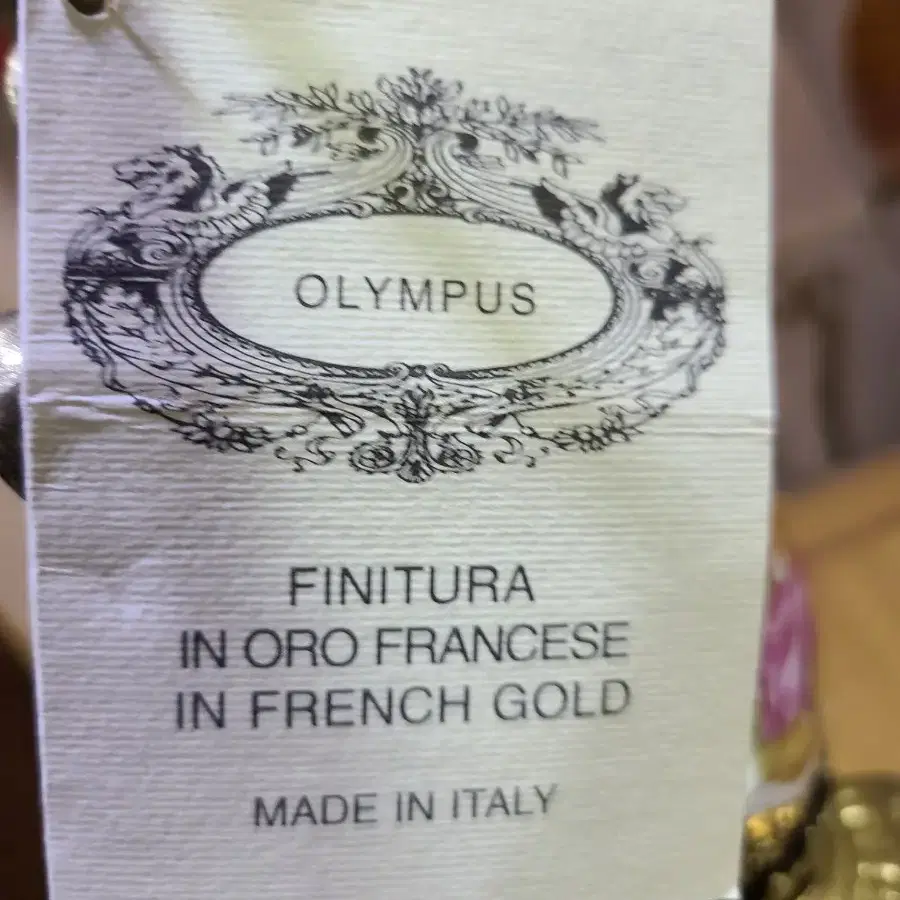 OLYMPUS
FINITURA
IN ORO FRANCESE
IN FRENCH GOLD
MADE IN ITALY